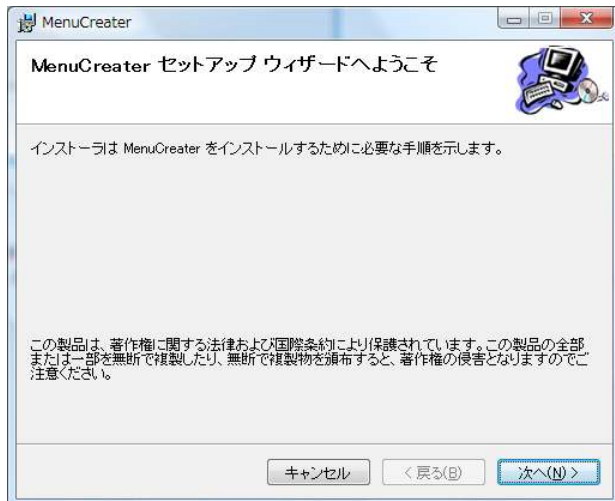 MenuCreater
MenuCreater セットアップ ウィザードへようこそ
インストーラは MenuCreater をインストールするために必要な手順を示します。
この製品は、著作権に関する法律および国際条約により保護されています。この製品の全部
または一部を無断で複製したり、無断で複製物を頒布すると、著作権の侵害となりますのでご
注意ください。
キャンセル
< 戻る(B)
次へ(N) >